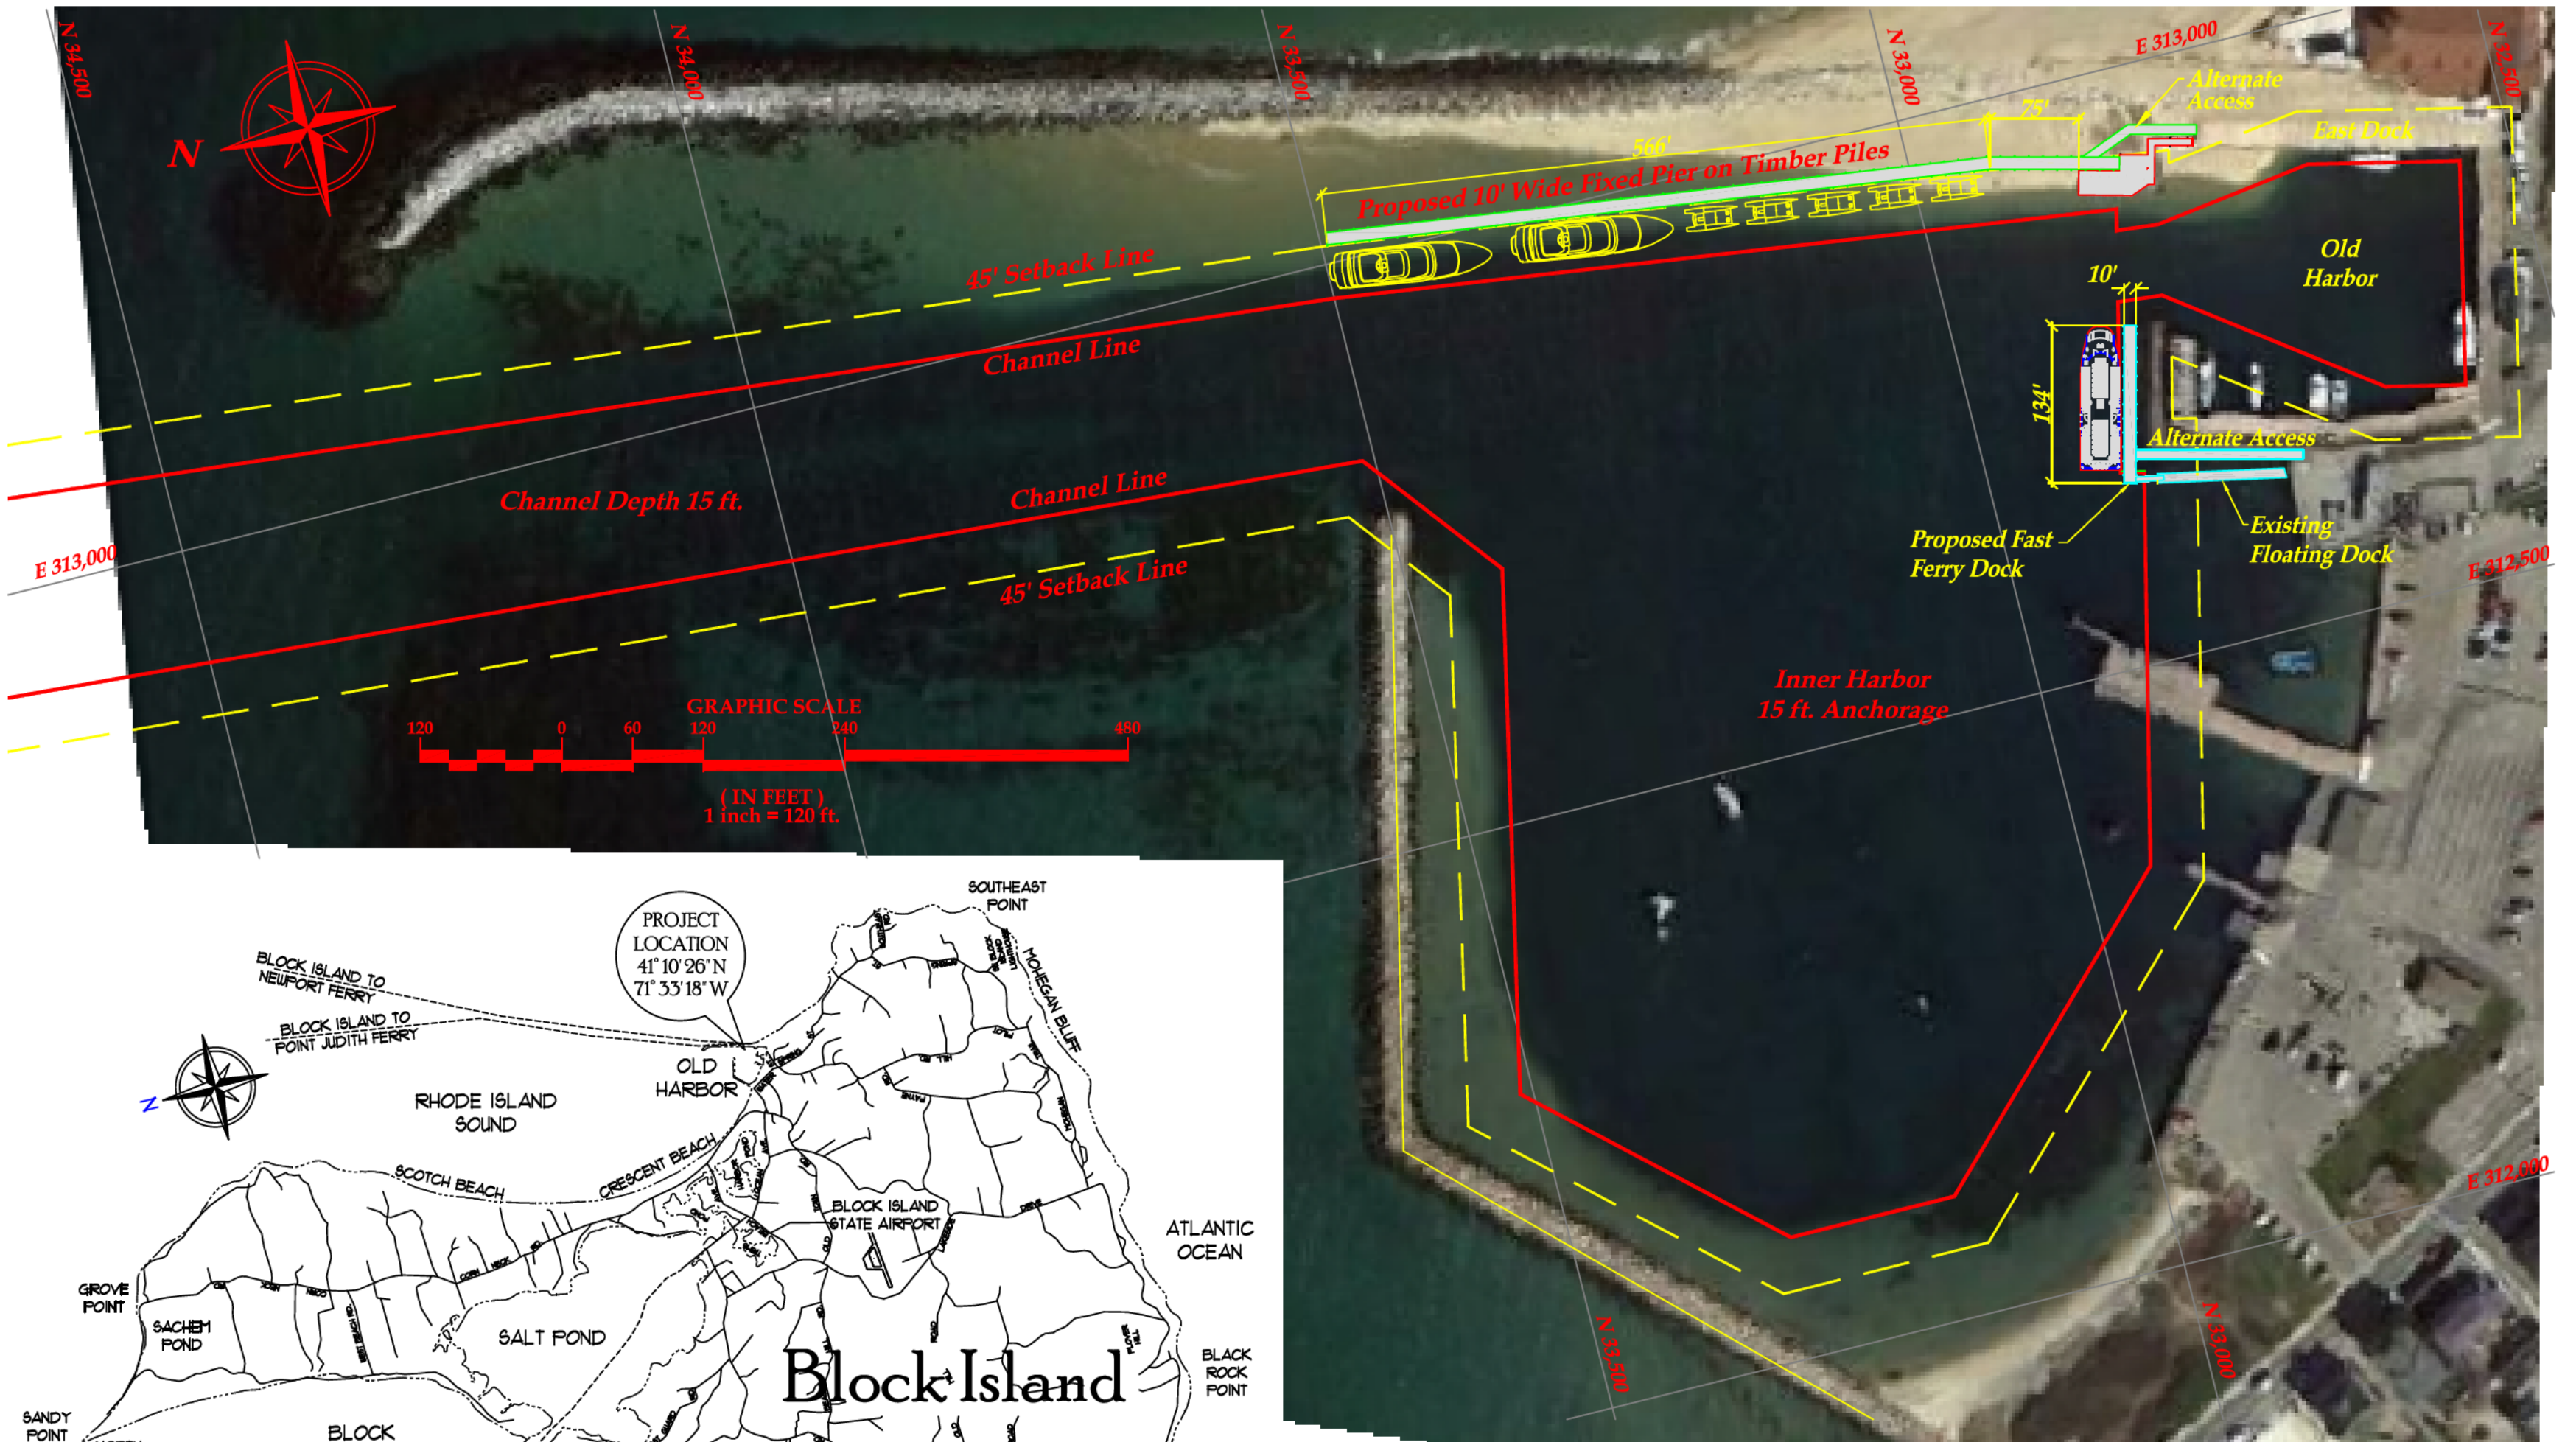 N 34,500
N 34,000
N 33,500
N 33,000
E 313,000
N 32,500
Alternate
Access
75'
East Dock
566'
Proposed 10' Wide Fixed Pier on Timber Piles
N
45' Setback Line
Old
Harbor
10'
Channel Line
134'
Alternate Access
Channel Line
Channel Depth 15 ft.
Existing
Floating Dock
Proposed Fast
Ferry Dock
E 313,000
E 312,500
45' Setback Line
Inner Harbor
15 ft. Anchorage
GRAPHIC SCALE
120 0 60 120 240 480
( IN FEET )
1 inch = 120 ft.
SOUTHEAST
POINT
PROJECT
LOCATION
41° 10' 26" N
71° 33' 18" W
BLOCK ISLAND TO
NEWPORT FERRY
MOHEGAN BLUFF
BLOCK ISLAND TO
POINT JUDITH FERRY
OLD
HARBOR
N
RHODE ISLAND
SOUND
SCOTCH BEACH
CRESCENT BEACH
BLOCK ISLAND
STATE AIRPORT
ATLANTIC
OCEAN
E 312,000
GROVE
POINT
CORN NECK RD
SACHEM
POND
SALT POND
N 33,500
N 33,000
BLACK
ROCK
POINT
Block Island
SANDY
POINT
BLOCK